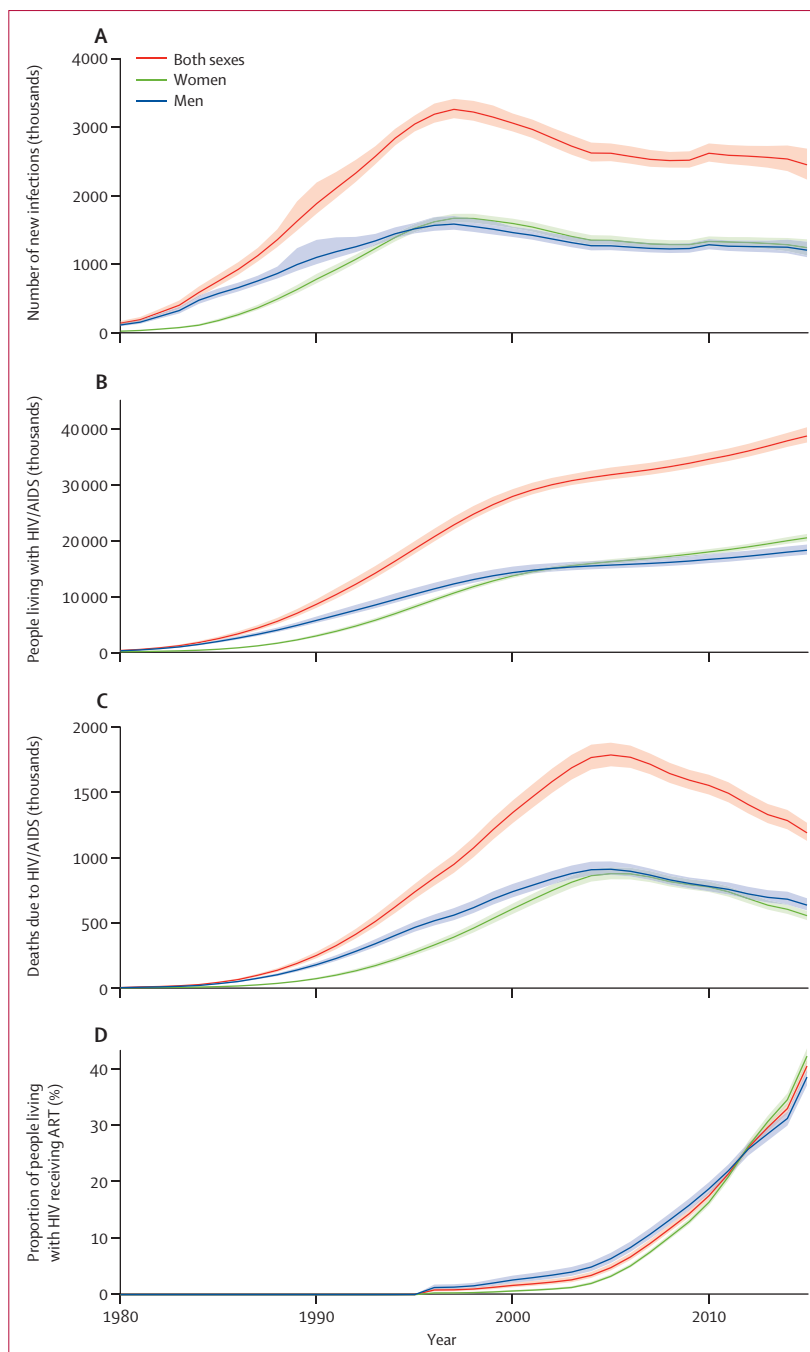 A
Both sexes
Women
Men
Number of new infections (thousands)
4000
3000
2000
1000
0
B
People living with HIV/AIDS (thousands)
40 000
30 000
20 000
10 000
0
C
Deaths due to HIV/AIDS (thousands)
2000
1500
1000
500
0
D
Proportion of people living
with HIV receiving ART (%)
40
30
20
10
0
1980
1990
2000
2010
Year